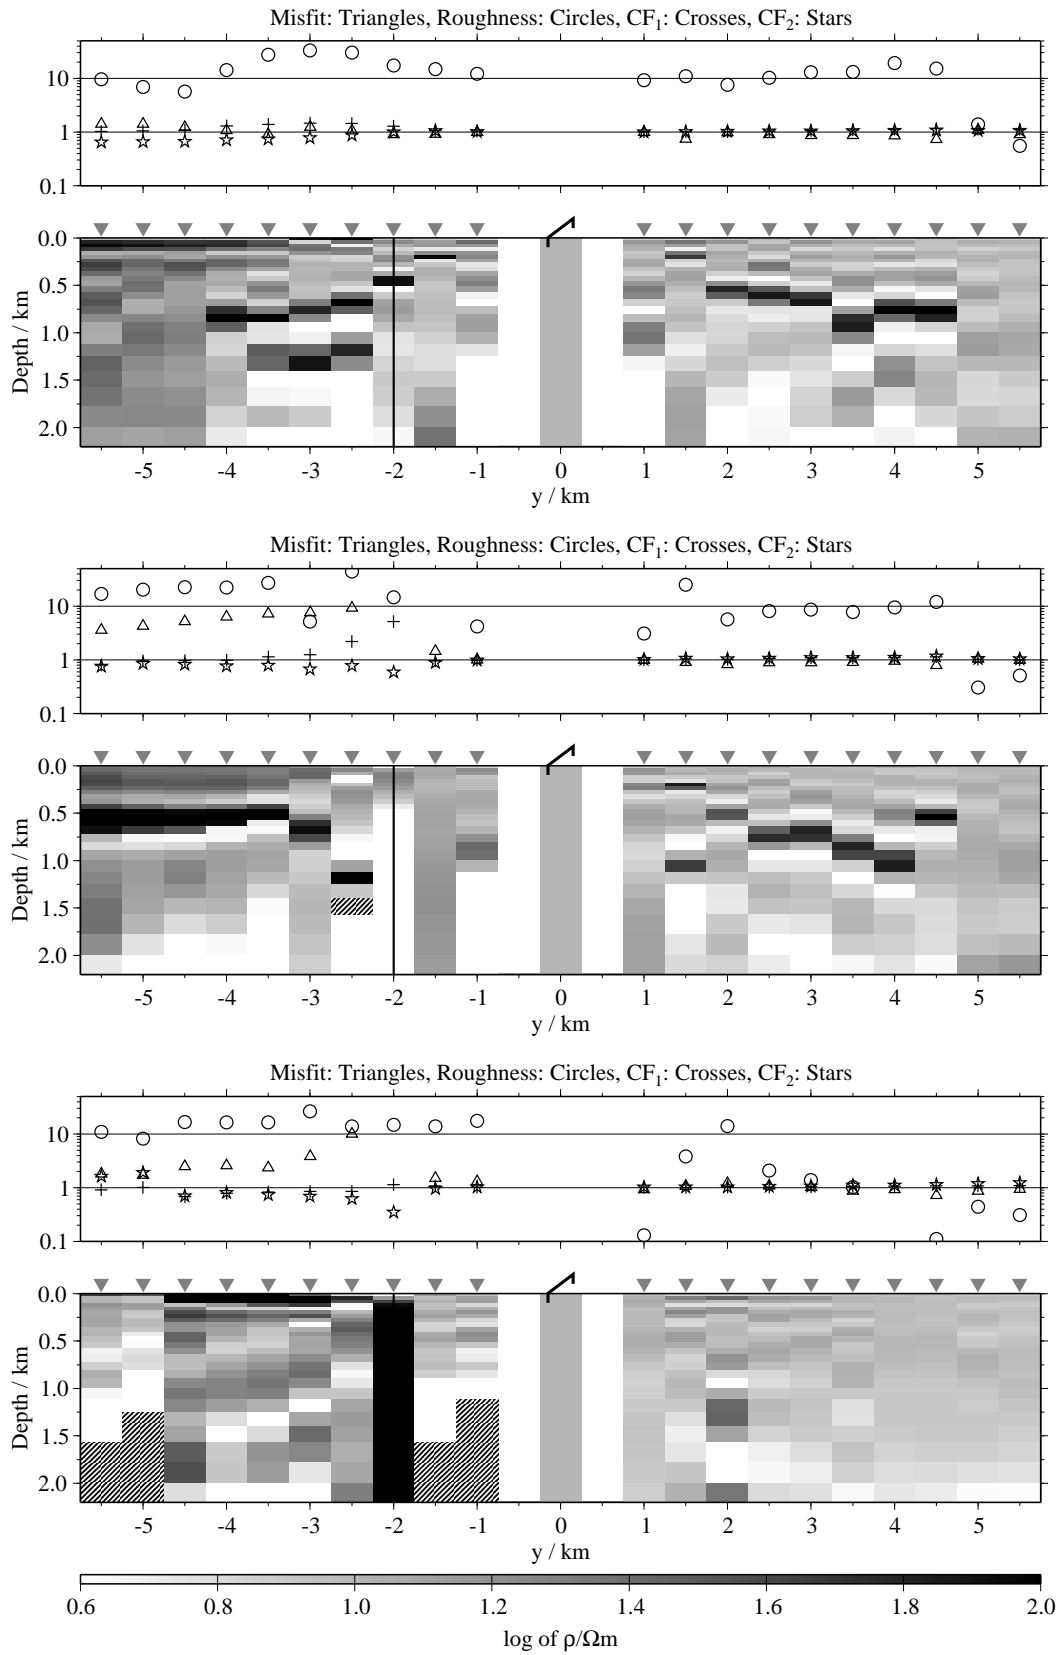 Misfit: Triangles, Roughness: Circles, CF1: Crosses, CF2: Stars
10
1
0.1
0.0
0.5
1.0
1.5
2.0
Depth / km
-5 -4 -3 -2 -1 0 1 2 3 4 5
y / km
Misfit: Triangles, Roughness: Circles, CF1: Crosses, CF2: Stars
10
1
0.1
0.0
0.5
1.0
1.5
2.0
Depth / km
-5 -4 -3 -2 -1 0 1 2 3 4 5
y / km
Misfit: Triangles, Roughness: Circles, CF1: Crosses, CF2: Stars
10
1
0.1
0.0
0.5
1.0
1.5
2.0
Depth / km
-5 -4 -3 -2 -1 0 1 2 3 4 5
y / km
0.6 0.8 1.0 1.2 1.4 1.6 1.8 2.0
log of ρ/Ωm